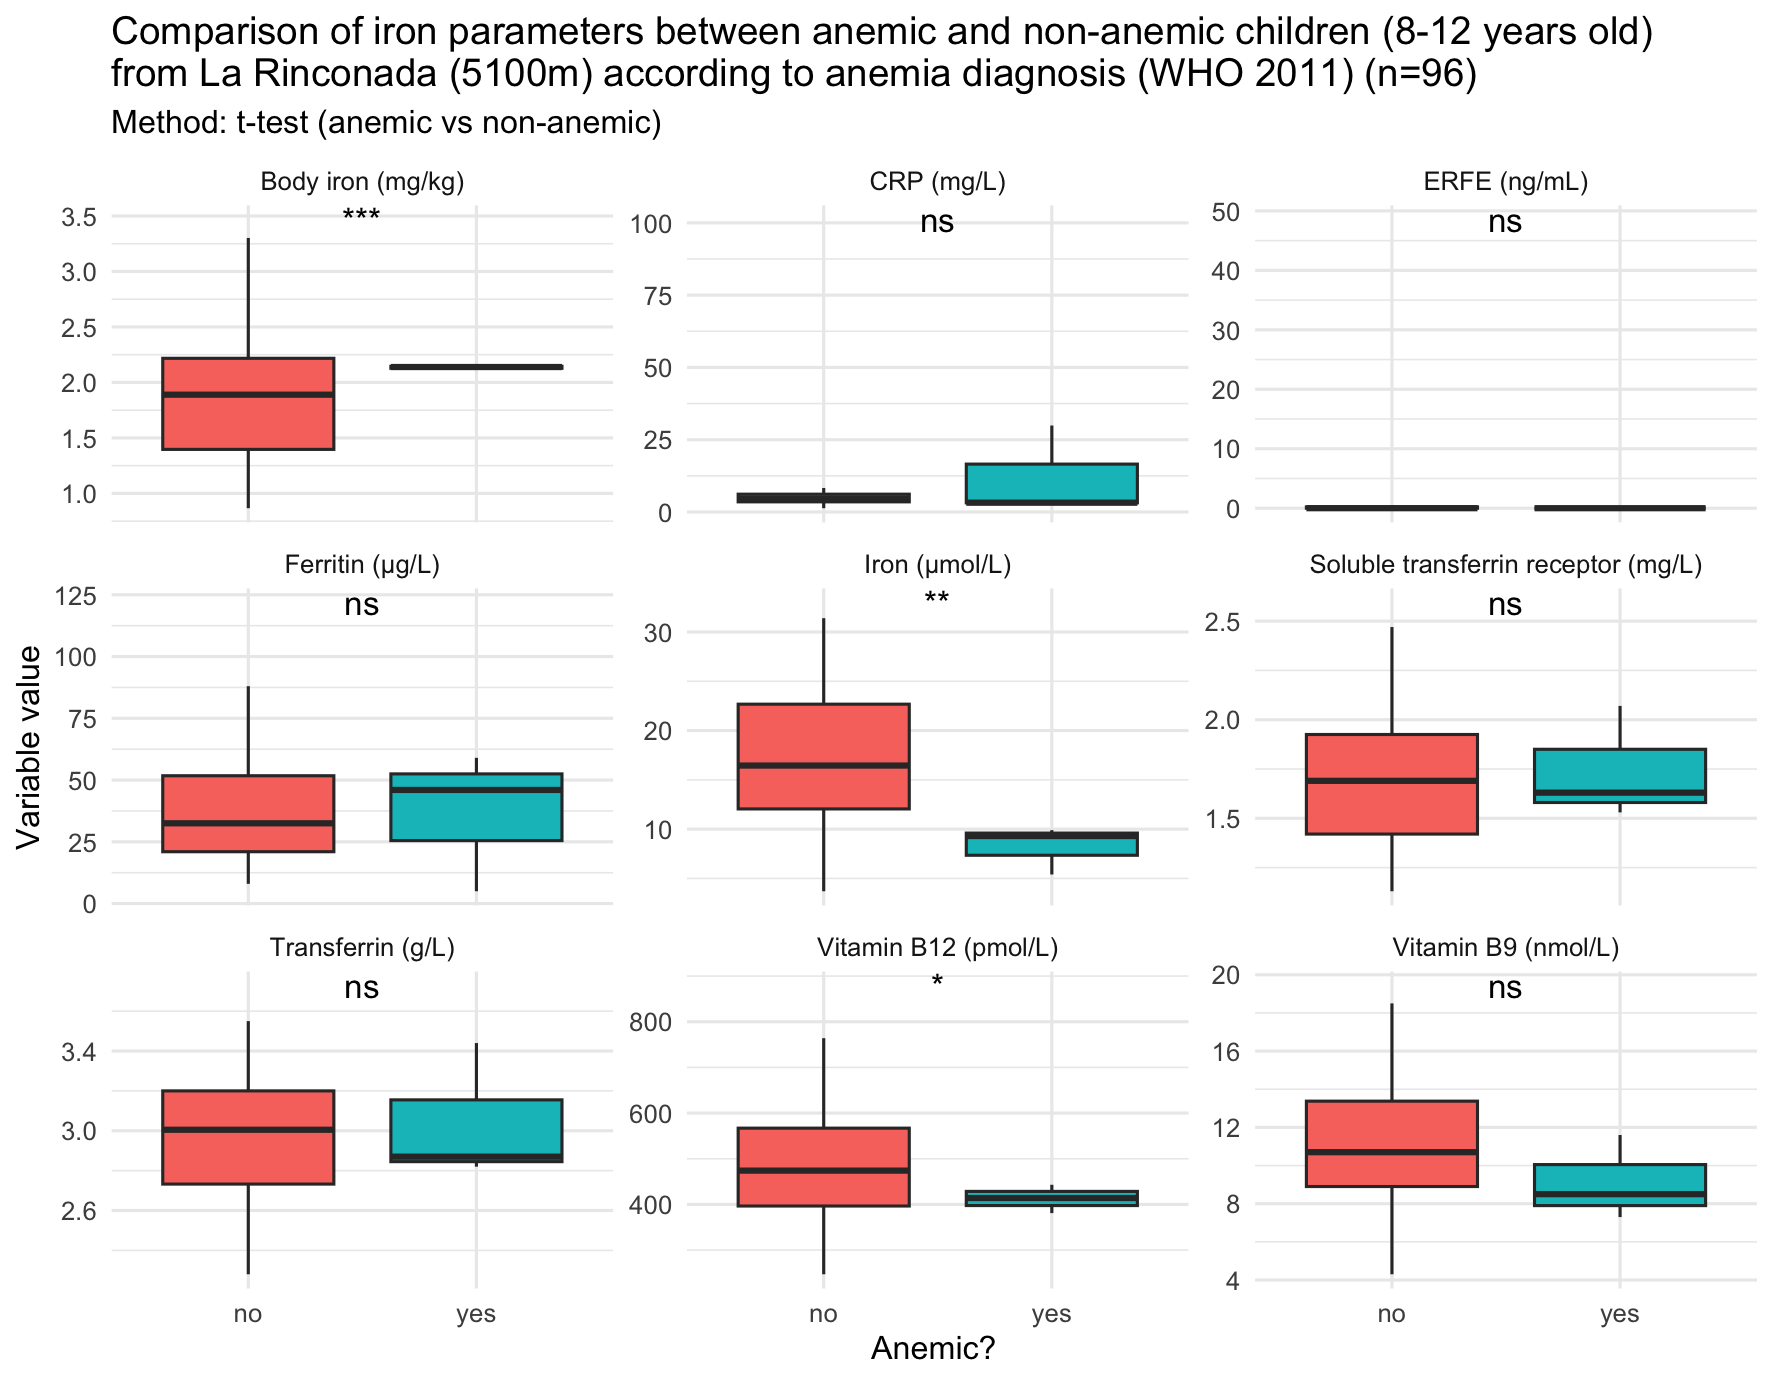 Comparison of iron parameters between anemic and non-anemic children (8-12 years old)
from La Rinconada (5100m) according to anemia diagnosis (WHO 2011) (n=96)
Method: t-test (anemic vs non-anemic)
Body iron (mg/kg)
***
3.5
3.0
2.5
2.0
1.5
1.0
CRP (mg/L)
ns
100
75
50
25
0
ERFE (ng/mL)
ns
50
40
30
20
10
0
Variable value
Ferritin (µg/L)
ns
125
100
75
50
25
0
Iron (µmol/L)
**
30
20
10
Soluble transferrin receptor (mg/L)
ns
2.5
2.0
1.5
Transferrin (g/L)
ns
3.4
3.0
2.6
no
yes
Vitamin B12 (pmol/L)
*
800
600
400
no
yes
Vitamin B9 (nmol/L)
ns
20
16
12
8
4
no
yes
Anemic?